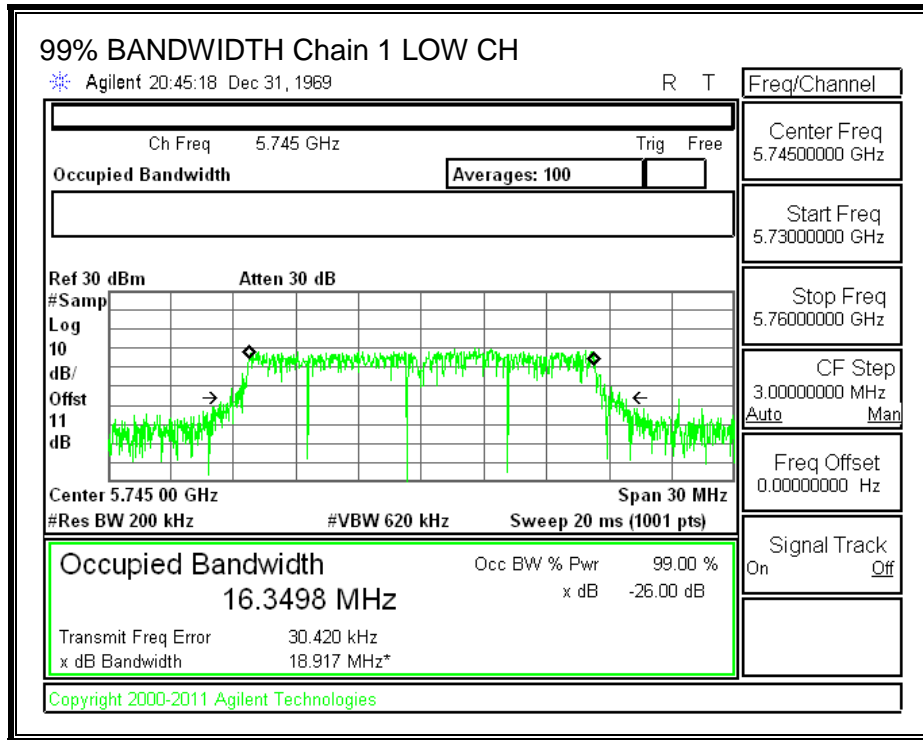 99% BANDWIDTH Chain 1 LOW CH
Agilent 20:45:18 Dec 31, 1969 R T
Freq/Channel
Ch Freq 5.745 GHz Trig Free
Occupied Bandwidth Averages: 100
Center Freq
5.74500000 GHz
Start Freq
5.73000000 GHz
Stop Freq
5.76000000 GHz
CF Step
3.00000000 MHz
Auto Man
Freq Offset
0.00000000 Hz
Signal Track
On Off
Ref 30 dBm Atten 30 dB
#Samp
Log
10
dB/
Offst
11
dB
Center 5.745 00 GHz Span 30 MHz
#Res BW 200 kHz #VBW 620 kHz Sweep 20 ms (1001 pts)
Occupied Bandwidth Occ BW % Pwr 99.00 %
16.3498 MHz x dB -26.00 dB
Transmit Freq Error 30.420 kHz
x dB Bandwidth 18.917 MHz*
Copyright 2000-2011 Agilent Technologies